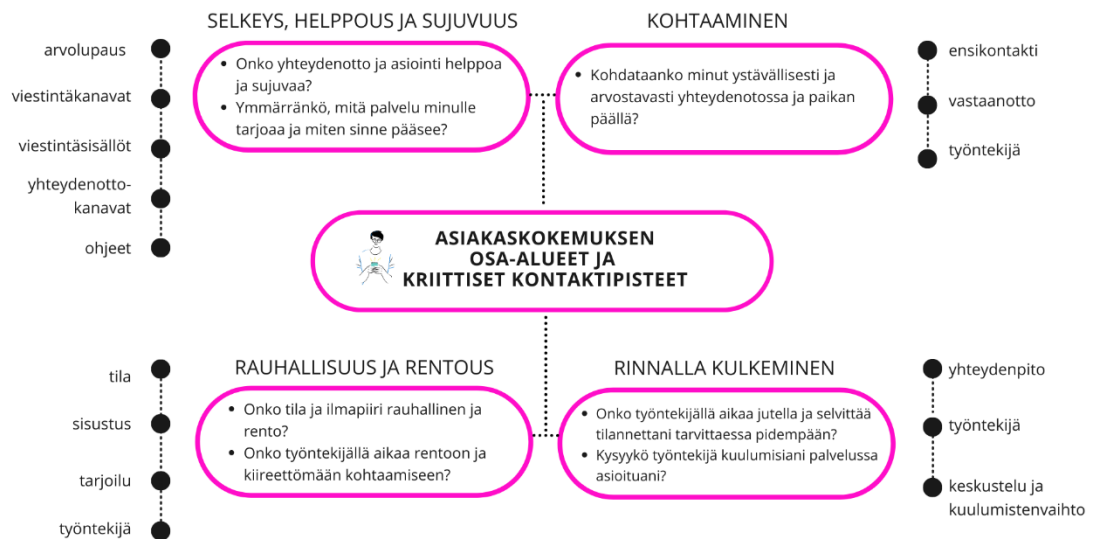 SELKEYS, HELPPOUS JA SUJUVUUS
arvolupaus
viestintäkanavat
viestintäsisällöt
yhteydenotto-
kanavat
ohjeet
• Onko yhteydenotto ja asiointi helppoa
ja sujuvaa?
• Ymmärränkö, mitä palvelu minulle
tarjoaa ja miten sinne pääsee?
KOHTAAMINEN
• Kohdataanko minut ystävällisesti ja
arvostavasti yhteydenotossa ja paikan
päällä?
ensikontakti
vastaanotto
työntekijä
ASIAKASKOKEMUKSEN
OSA-ALUEET JA
KRIITTISET KONTAKTIPISTEET
RAUHALLISUUS JA RENTOUS
tila
sisustus
tarjoilu
työntekijä
• Onko tila ja ilmapiiri rauhallinen ja
rento?
• Onko työntekijällä aikaa rentoon ja
kiireettömään kohtaamiseen?
RINNALLA KULKEMINEN
• Onko työntekijällä aikaa jutella ja selvittää
tilannettani tarvittaessa pidempään?
• Kysyykö työntekijä kuulumisiani palvelussa
asioituani?
yhteydenpito
työntekijä
keskustelu ja
kuulumistenvaihto